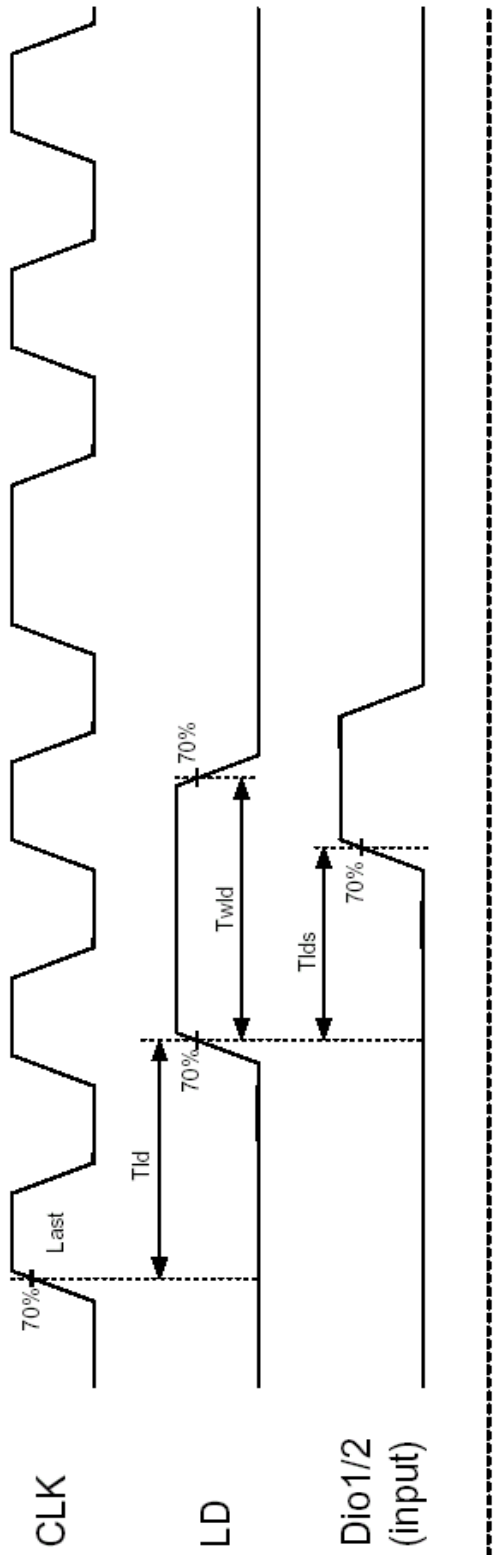 CLK
70%
Last
Tld
LD
70%
70%
Twld
Dio1/2
(input)
Tlds
70%